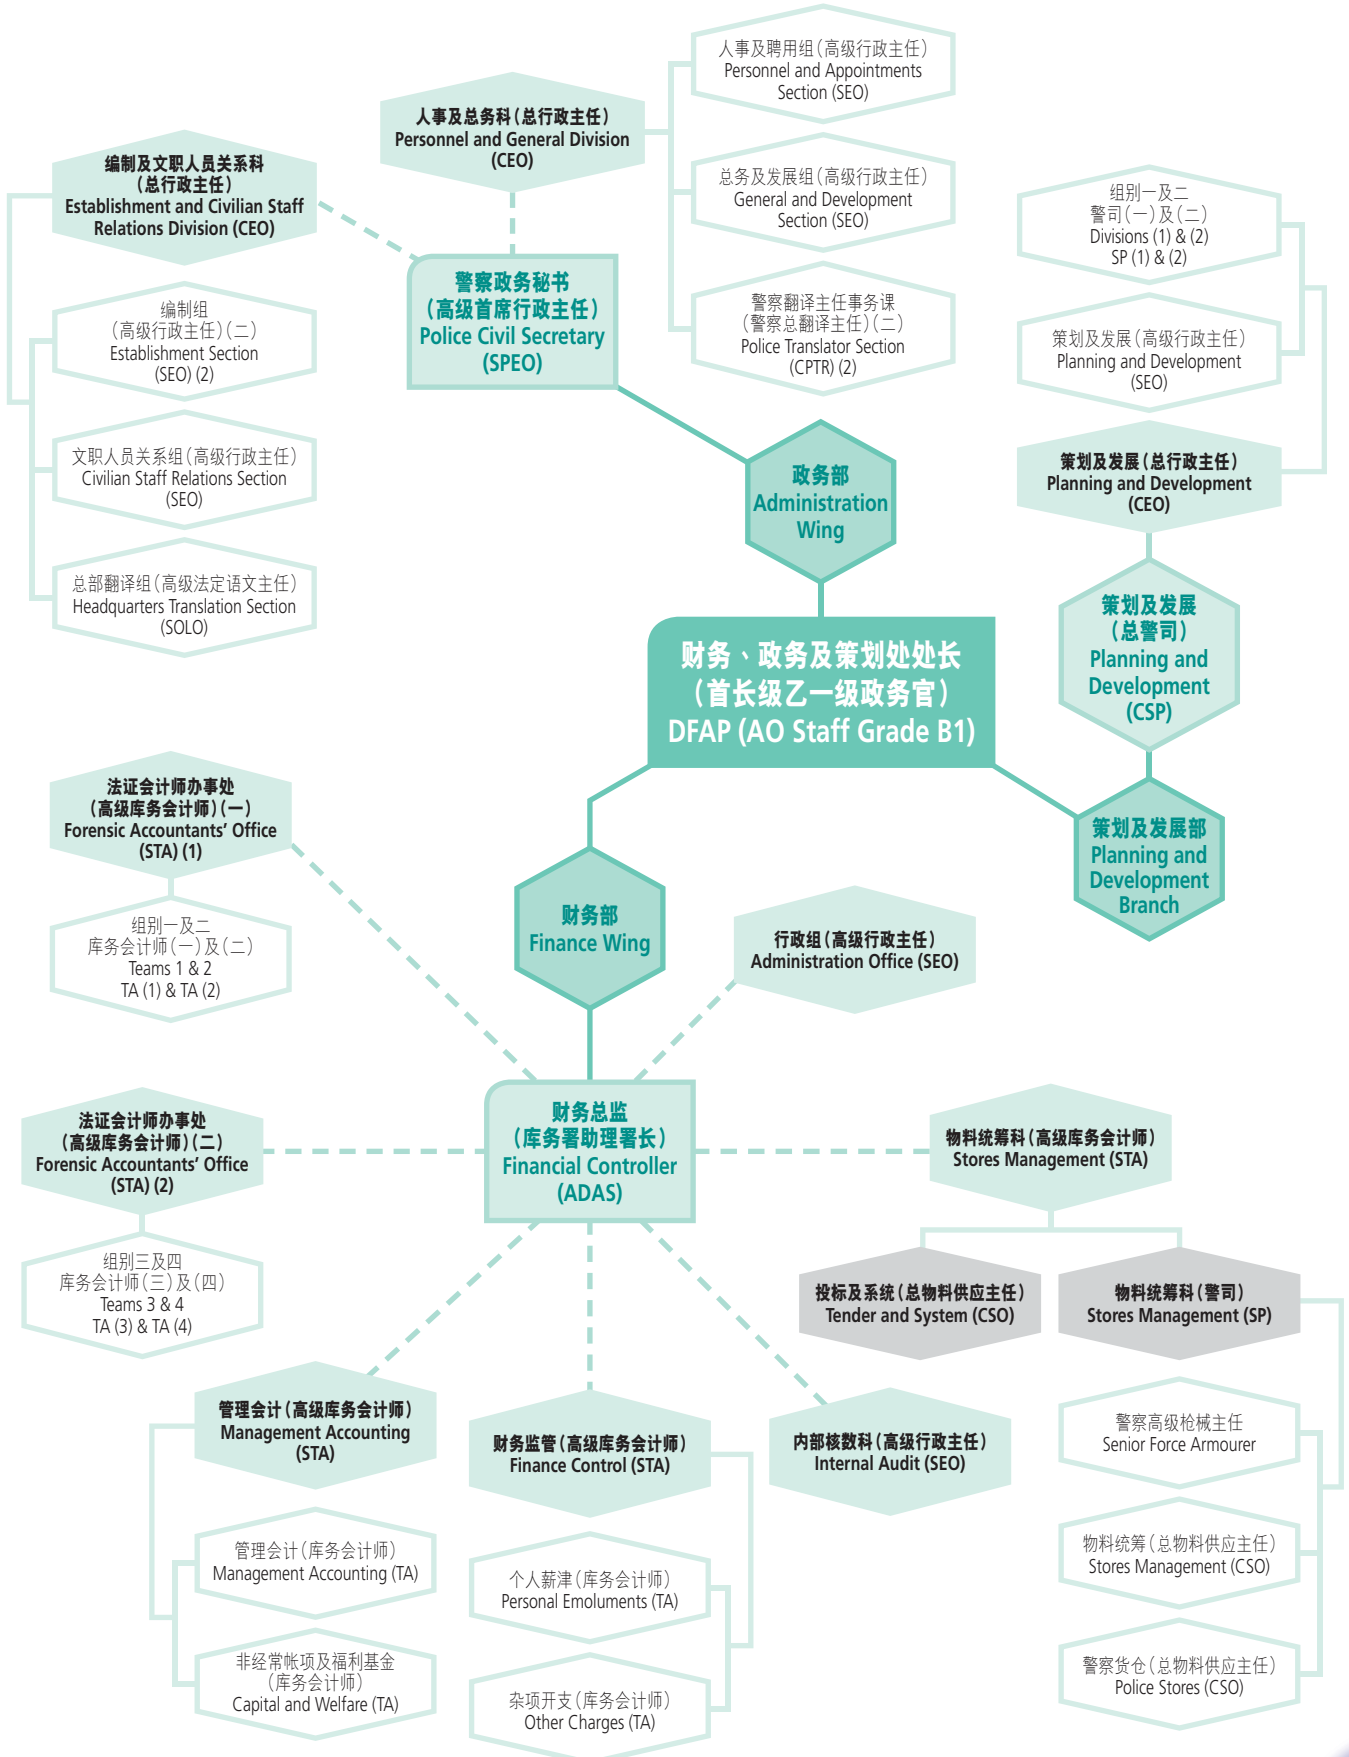 人事及聘用组(高级行政主任)
Personnel and Appointments
Section (SEO)
人事及总务科(总行政主任)
Personnel and General Division
(CEO)
总务及发展组(高级行政主任)
General and Development
Section (SEO)
警察翻译主任事务课
(警察总翻译主任)(二)
Police Translator Section
(CPTR) (2)
编制及文职人员关系科
(总行政主任)
Establishment and Civilian Staff
Relations Division (CEO)
编制组
(高级行政主任)(二)
Establishment Section
(SEO) (2)
文职人员关系组(高级行政主任)
Civilian Staff Relations Section
(SEO)
总部翻译组(高级法定语文主任)
Headquarters Translation Section
(SOLO)
警察政务秘书
(高级首席行政主任)
Police Civil Secretary
(SPEO)
组别一及二
警司(一)及(二)
Divisions (1) & (2)
SP (1) & (2)
策划及发展(高级行政主任)
Planning and Development
(SEO)
策划及发展(总行政主任)
Planning and Development
(CEO)
政务部
Administration
Wing
策划及发展
(总警司)
Planning and
Development
(CSP)
财务、政务及策划处处长
(首长级乙一级政务官)
DFAP (AO Staff Grade B1)
策划及发展部
Planning and
Development
Branch
法证会计师办事处
(高级库务会计师)(一)
Forensic Accountants' Office
(STA) (1)
组别一及二
库务会计师(一)及(二)
Teams 1 & 2
TA (1) & TA (2)
财务部
Finance Wing
行政组(高级行政主任)
Administration Office (SEO)
法证会计师办事处
(高级库务会计师)(二)
Forensic Accountants' Office
(STA) (2)
组别三及四
库务会计师(三)及(四)
Teams 3 & 4
TA (3) & TA (4)
财务总监
(库务署助理署长)
Financial Controller
(ADAS)
物料统筹科(高级库务会计师)
Stores Management (STA)
投标及系统(总物料供应主任)
Tender and System (CSO)
物料统筹科(警司)
Stores Management (SP)
管理会计(高级库务会计师)
Management Accounting
(STA)
财务监管(高级库务会计师)
Finance Control (STA)
内部核数科(高级行政主任)
Internal Audit (SEO)
警察高级枪械主任
Senior Force Armourer
管理会计(库务会计师)
Management Accounting (TA)
个人薪津(库务会计师)
Personal Emoluments (TA)
物料统筹(总物料供应主任)
Stores Management (CSO)
非经常帐项及福利基金
(库务会计师)
Capital and Welfare (TA)
杂项开支(库务会计师)
Other Charges (TA)
警察货仓(总物料供应主任)
Police Stores (CSO)